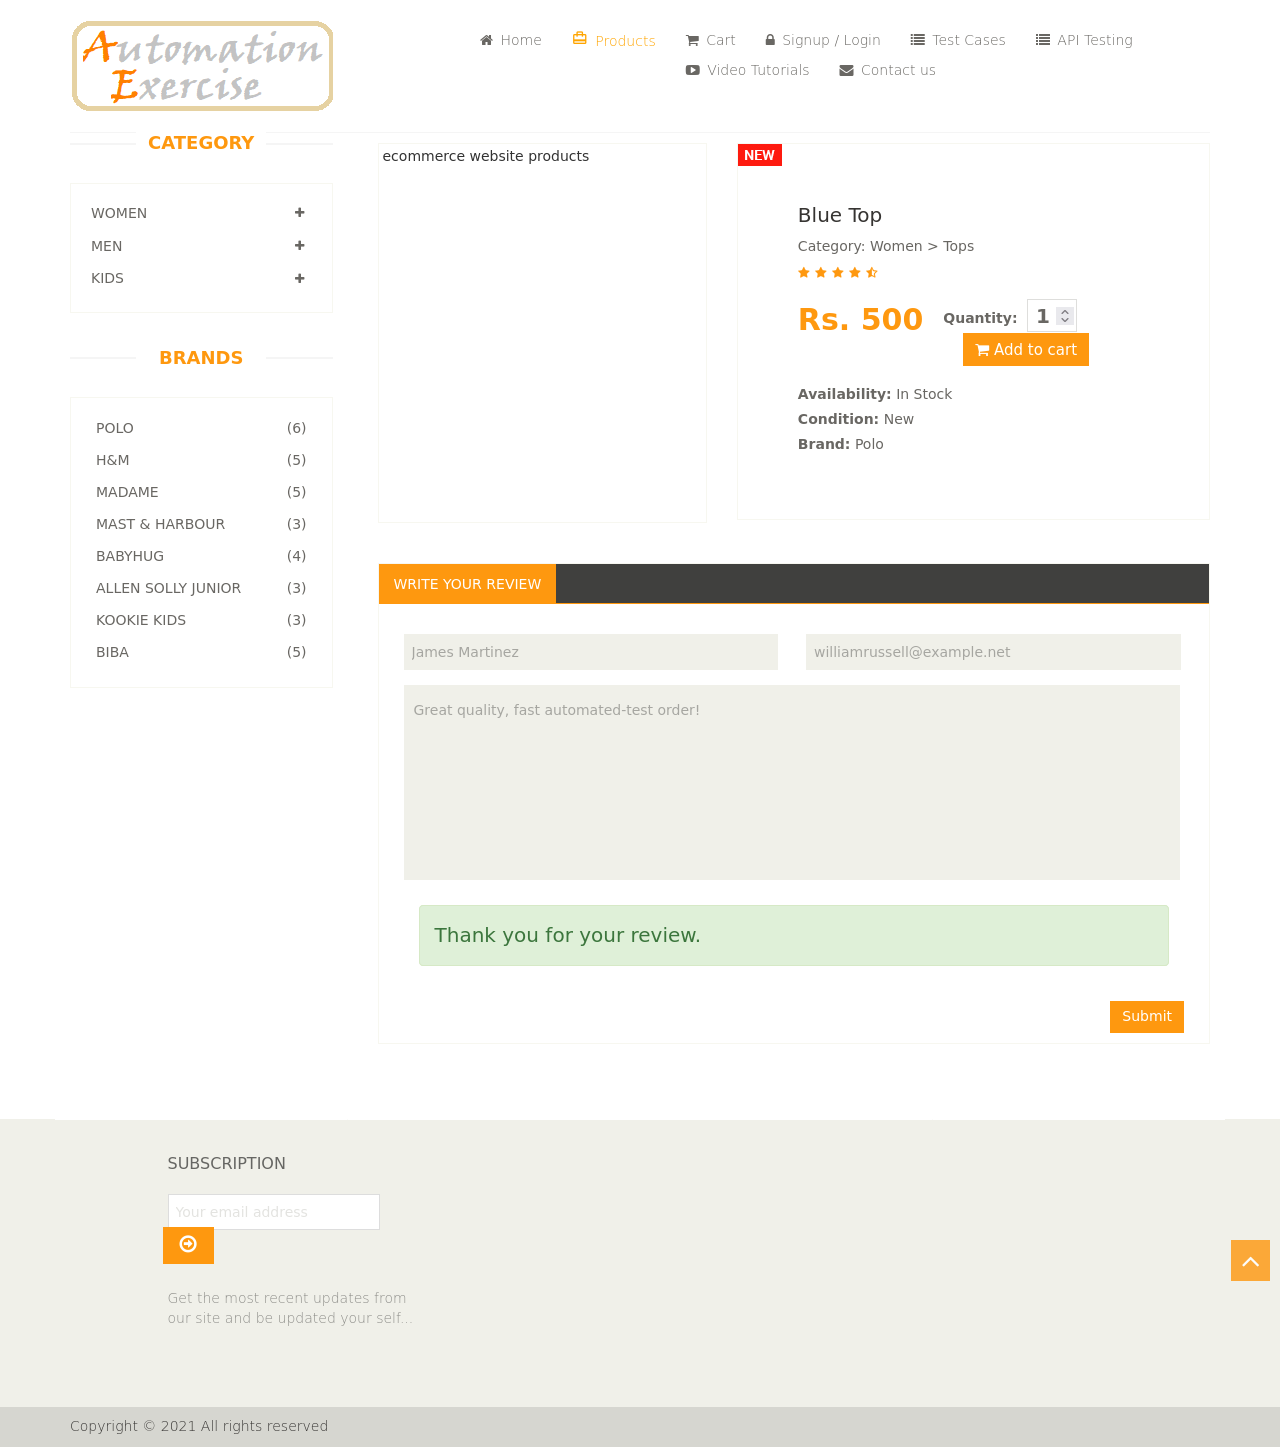 Automation
Exercise
Home
Products
Cart
Signup / Login
Test Cases
API Testing
Video Tutorials
Contact us
CATEGORY
WOMEN
MEN
KIDS
BRANDS
POLO (6)
H&M (5)
MADAME (5)
MAST & HARBOUR (3)
BABYHUG (4)
ALLEN SOLLY JUNIOR (3)
KOOKIE KIDS (3)
BIBA (5)
ecommerce website products
NEW
Blue Top
Category: Women > Tops
Rs. 500 Quantity: 1
Add to cart
Availability: In Stock
Condition: New
Brand: Polo
WRITE YOUR REVIEW
James Martinez
williamrussell@example.net
Great quality, fast automated-test order!
Thank you for your review.
Submit
SUBSCRIPTION
Your email address
Get the most recent updates from
our site and be updated your self...
Copyright © 2021 All rights reserved